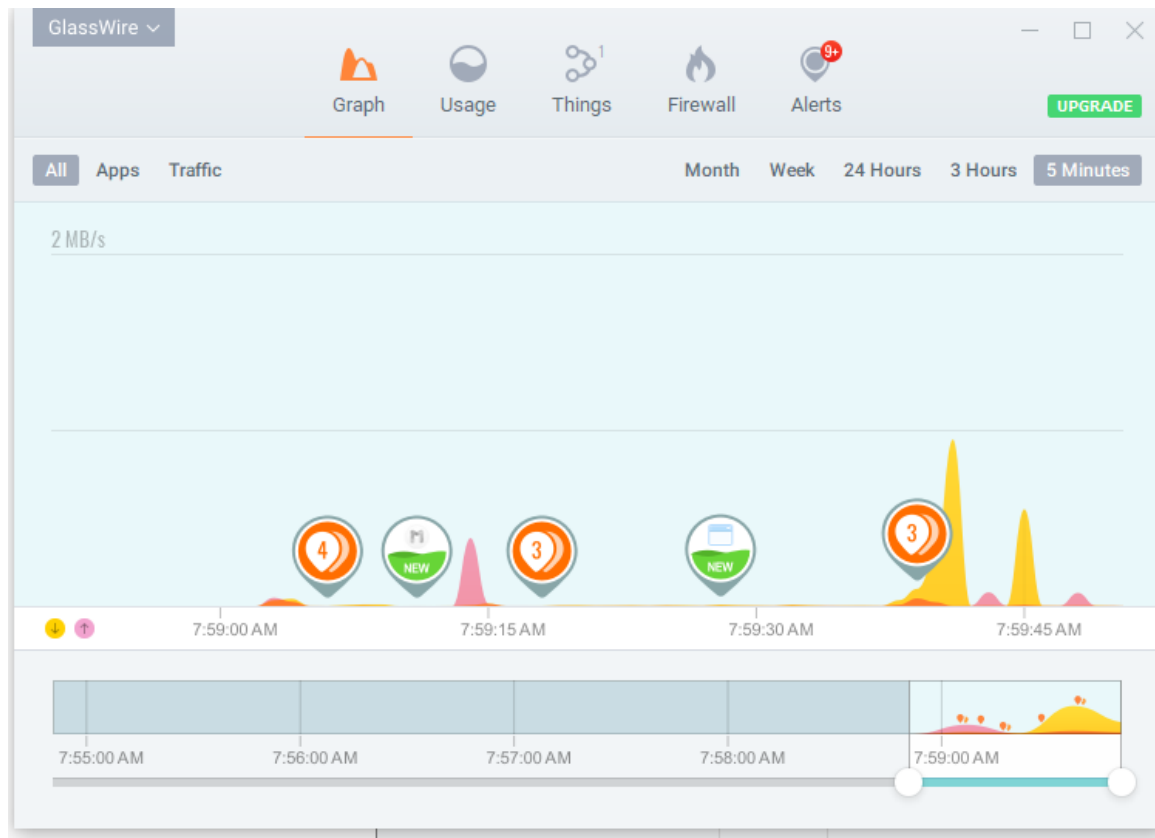 GlassWire
Graph Usage Things 1 Firewall Alerts 9+
UPGRADE
All Apps Traffic Month Week 24 Hours 3 Hours 5 Minutes
2 MB/s
4 NEW 3 NEW 3
7:59:00 AM 7:59:15 AM 7:59:30 AM 7:59:45 AM
7:55:00 AM 7:56:00 AM 7:57:00 AM 7:58:00 AM 7:59:00 AM